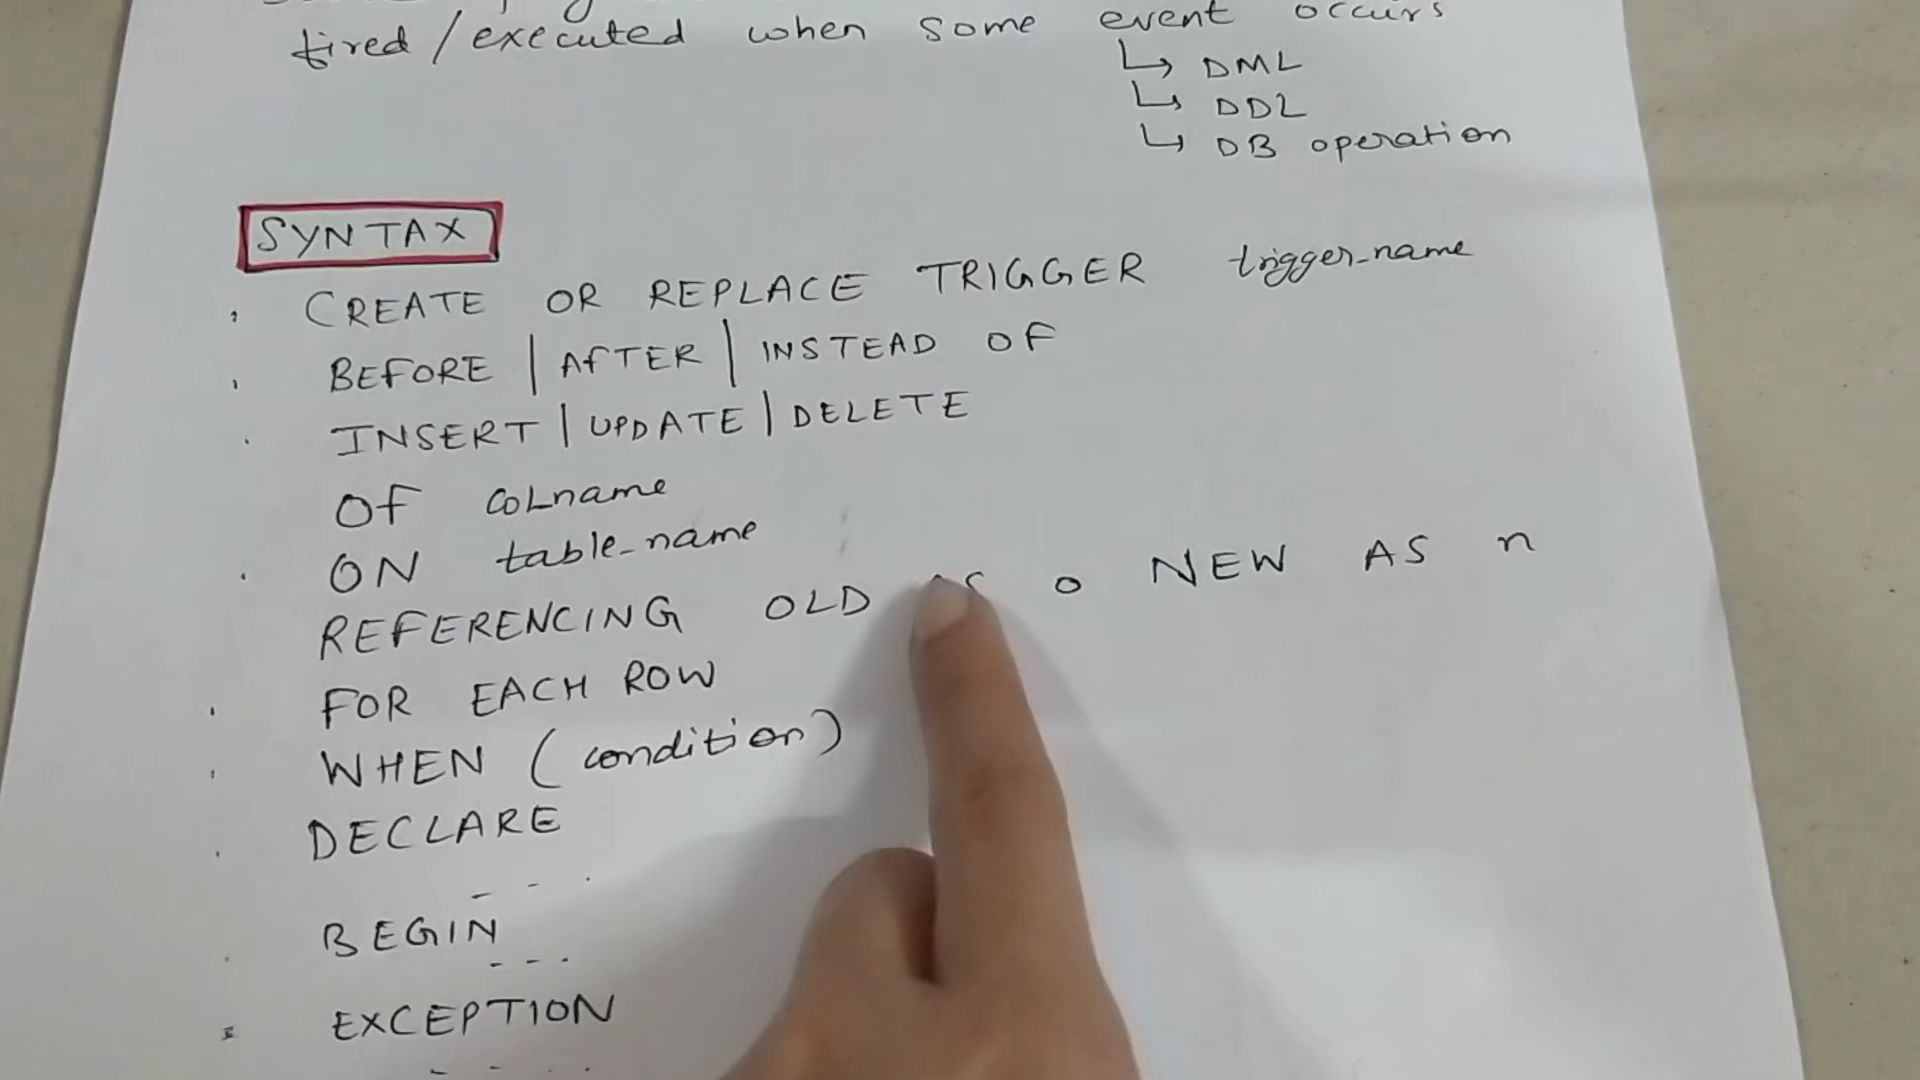 fired / executed when some event occurs
↳ DML
↳ DDL
↳ DB operation
SYNTAX
CREATE OR REPLACE TRIGGER trigger_name
BEFORE | AFTER | INSTEAD OF
INSERT | UPDATE | DELETE
OF colname
ON table_name
REFERENCING OLD AS o NEW AS n
FOR EACH ROW
WHEN (condition)
DECLARE
- - .
BEGIN
- - -
EXCEPTION